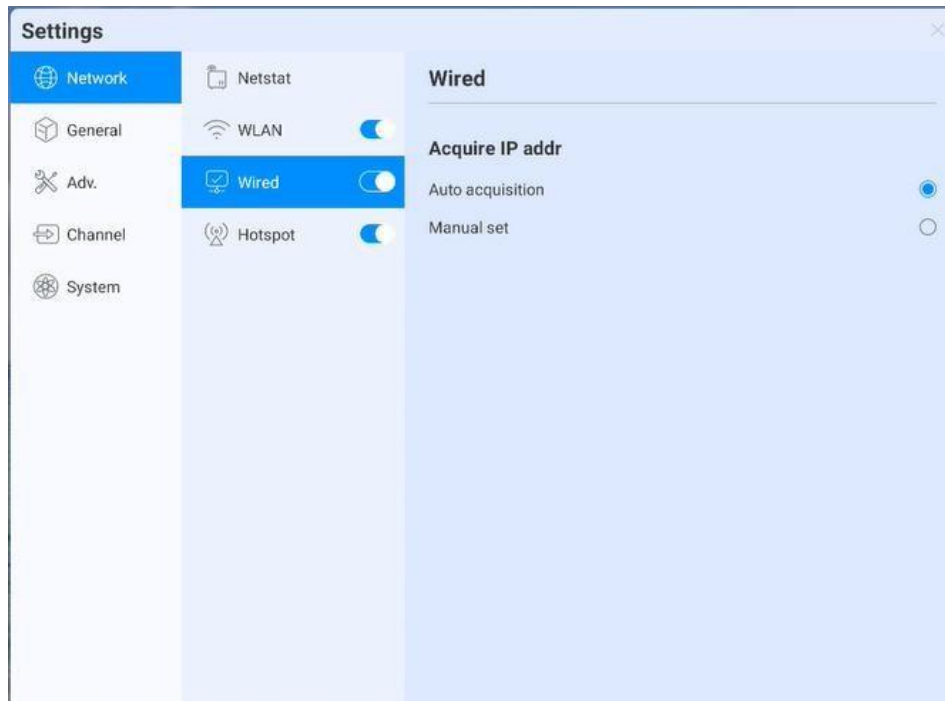 Settings
Network
General
Adv.
Channel
System
Netstat
WLAN
Wired
Hotspot
Wired
Acquire IP addr
Auto acquisition
Manual set